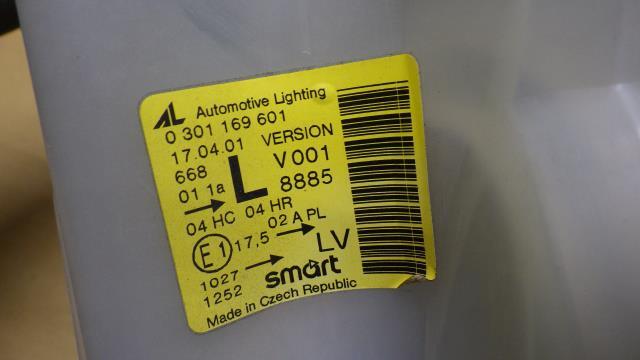 AL Automotive Lighting
0 301 169 601
17.04.01 VERSION
668 L V001
01 1a 8885
04 HC 04 HR
E1 17,5 02 A PL
LV
1027 smart
1252
Made in Czech Republic